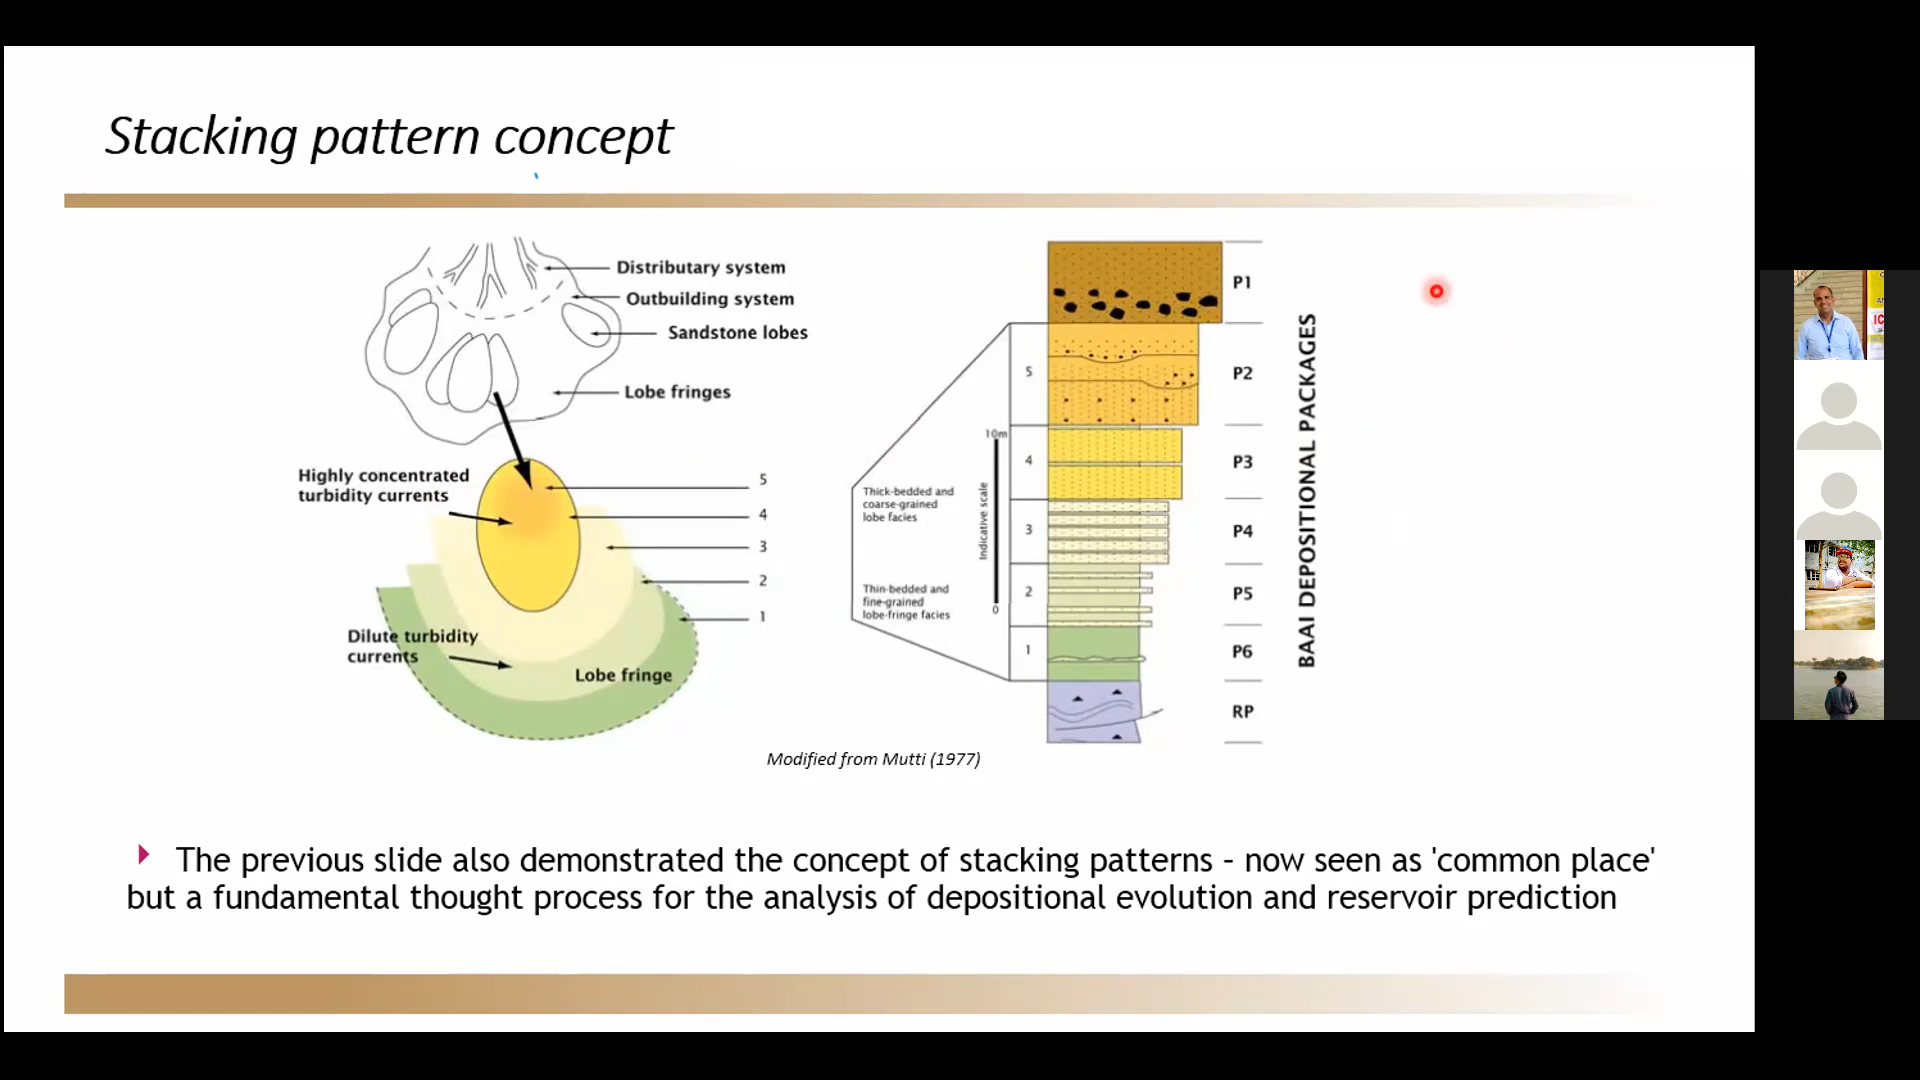 Stacking pattern concept
Distributary system
Outbuilding system
Sandstone lobes
Lobe fringes
Highly concentrated
turbidity currents
5
4
3
2
1
Dilute turbidity
currents
Lobe fringe
Thick-bedded and
coarse-grained
lobe facies
Thin-bedded and
fine-grained
lobe-fringe facies
10m
Indicative scale
0
5
4
3
2
1
P1
P2
P3
P4
P5
P6
RP
BAAI DEPOSITIONAL PACKAGES
Modified from Mutti (1977)
The previous slide also demonstrated the concept of stacking patterns – now seen as 'common place'
but a fundamental thought process for the analysis of depositional evolution and reservoir prediction